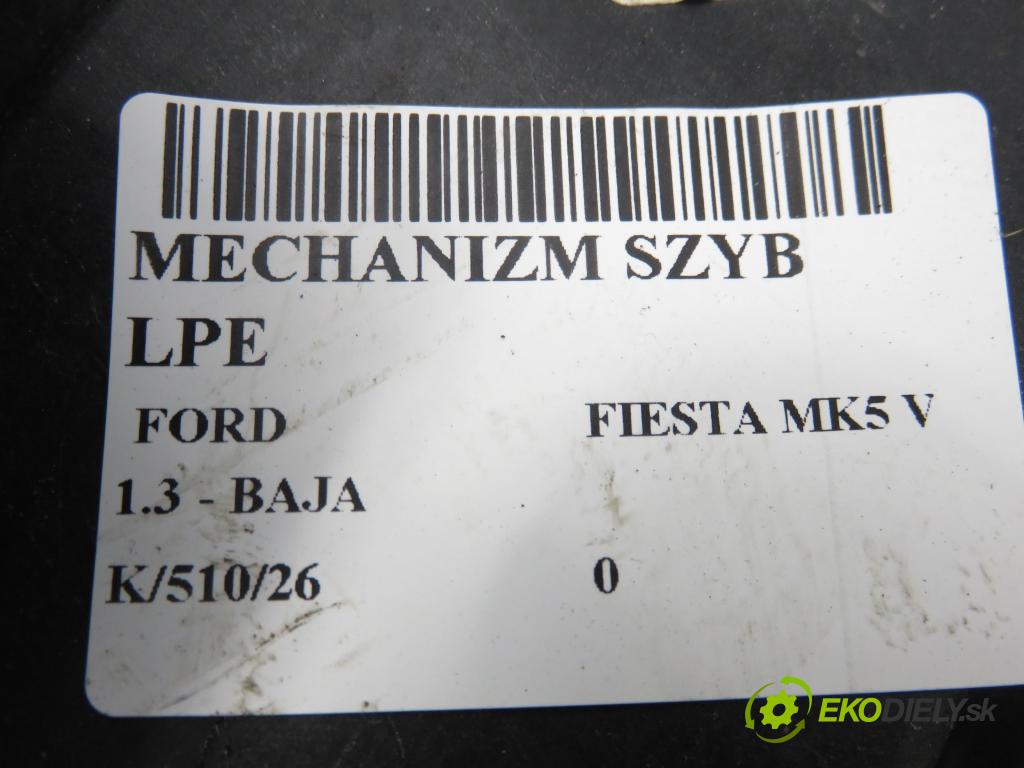 MECHANIZM SZYB
LPE
FORD FIESTA MK5 V
1.3 - BAJA
K/510/26 0
EKODIELY.sk